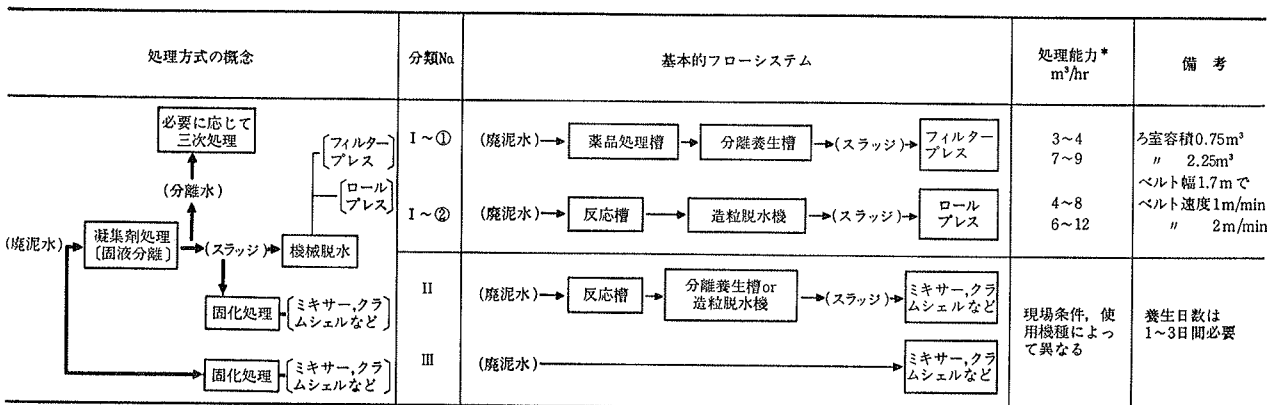 処理方式の概念
分類No.
基本的フローシステム
処理能力*
m³/hr
備 考
必要に応じて
三次処理
(分離水)
フィルター
プレス
ロール
プレス
(廃泥水)
凝集剤処理
〔固液分離〕
(スラッジ)
機械脱水
固化処理
ミキサー,クラ
ムシェルなど
固化処理
ミキサー,クラ
ムシェルなど
I~①
(廃泥水)
薬品処理槽
分離養生槽
(スラッジ)
フィルター
プレス
3~4
7~9
ろ室容積0.75m³
〃 2.25m³
I~②
(廃泥水)
反応槽
造粒脱水機
(スラッジ)
ロール
プレス
4~8
6~12
ベルト幅1.7mで
ベルト速度1m/min
〃 2m/min
II
(廃泥水)
反応槽
分離養生槽or
造粒脱水機
(スラッジ)
ミキサー,クラ
ムシェルなど
III
(廃泥水)
ミキサー,クラ
ムシェルなど
現場条件,使
用機種によっ
て異なる
養生日数は
1~3日間必要